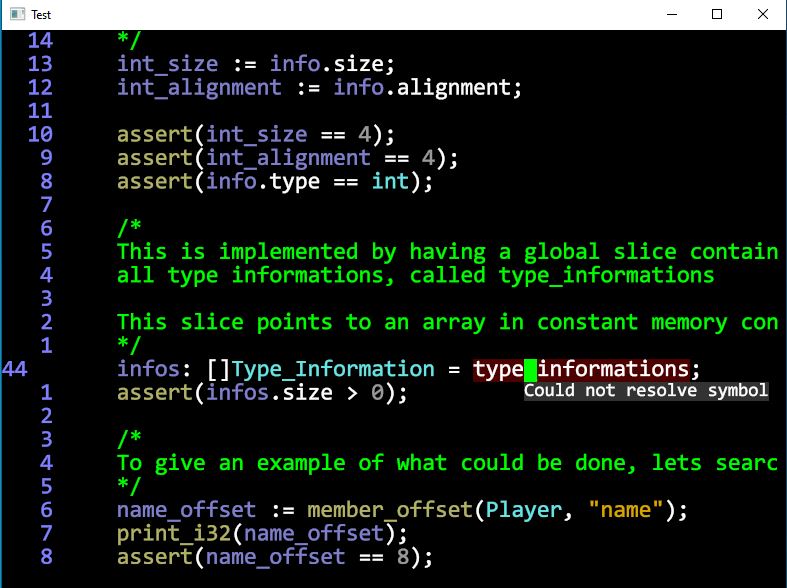 Test
14 */
13 int_size := info.size;
12 int_alignment := info.alignment;
11
10 assert(int_size == 4);
9 assert(int_alignment == 4);
8 assert(info.type == int);
7
6 /*
5 This is implemented by having a global slice contain
4 all type informations, called type_informations
3
2 This slice points to an array in constant memory con
1 */
44 infos: []Type_Information = type informations;
1 assert(infos.size > 0);
Could not resolve symbol
2
3 /*
4 To give an example of what could be done, lets searc
5 */
6 name_offset := member_offset(Player, "name");
7 print_i32(name_offset);
8 assert(name_offset == 8);